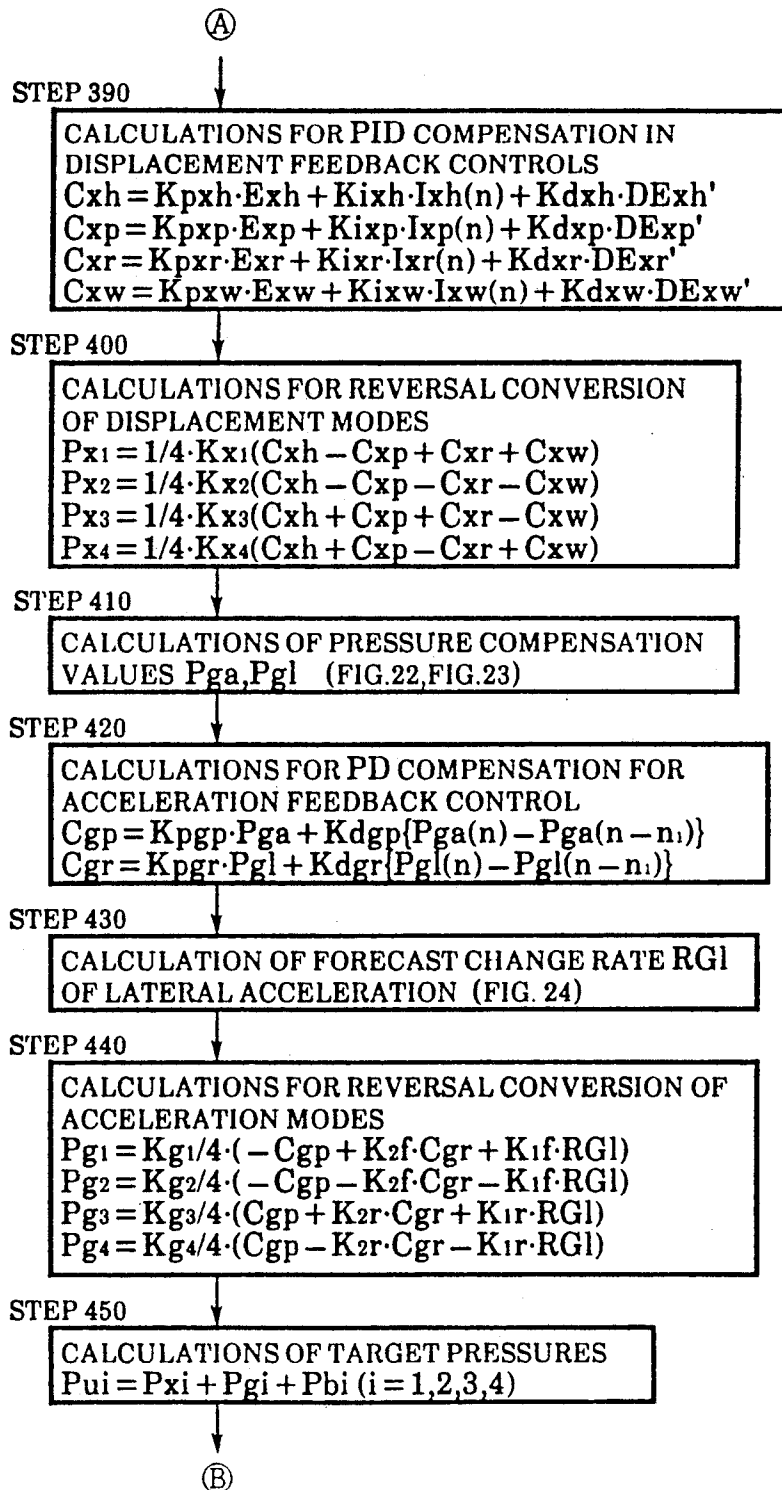 Ⓐ
STEP 390
CALCULATIONS FOR PID COMPENSATION IN
DISPLACEMENT FEEDBACK CONTROLS
Cxh = Kpxh·Exh + Kixh·Ixh(n) + Kdxh·DExh'
Cxp = Kpxp·Exp + Kixp·Ixp(n) + Kdxp·DExp'
Cxr = Kpxr·Exr + Kixr·Ixr(n) + Kdxr·DExr'
Cxw = Kpxw·Exw + Kixw·Ixw(n) + Kdxw·DExw'
STEP 400
CALCULATIONS FOR REVERSAL CONVERSION
OF DISPLACEMENT MODES
Px1 = 1/4·Kx1(Cxh − Cxp + Cxr + Cxw)
Px2 = 1/4·Kx2(Cxh − Cxp − Cxr − Cxw)
Px3 = 1/4·Kx3(Cxh + Cxp + Cxr − Cxw)
Px4 = 1/4·Kx4(Cxh + Cxp − Cxr + Cxw)
STEP 410
CALCULATIONS OF PRESSURE COMPENSATION
VALUES Pga,Pgl (FIG.22,FIG.23)
STEP 420
CALCULATIONS FOR PD COMPENSATION FOR
ACCELERATION FEEDBACK CONTROL
Cgp = Kpgp·Pga + Kdgp{Pga(n) − Pga(n − n1)}
Cgr = Kpgr·Pgl + Kdgr{Pgl(n) − Pgl(n − n1)}
STEP 430
CALCULATION OF FORECAST CHANGE RATE RGl
OF LATERAL ACCELERATION (FIG. 24)
STEP 440
CALCULATIONS FOR REVERSAL CONVERSION OF
ACCELERATION MODES
Pg1 = Kg1/4·( − Cgp + K2f·Cgr + K1f·RGl)
Pg2 = Kg2/4·( − Cgp − K2f·Cgr − K1f·RGl)
Pg3 = Kg3/4·(Cgp + K2r·Cgr + K1r·RGl)
Pg4 = Kg4/4·(Cgp − K2r·Cgr − K1r·RGl)
STEP 450
CALCULATIONS OF TARGET PRESSURES
Pui = Pxi + Pgi + Pbi (i = 1,2,3,4)
Ⓑ